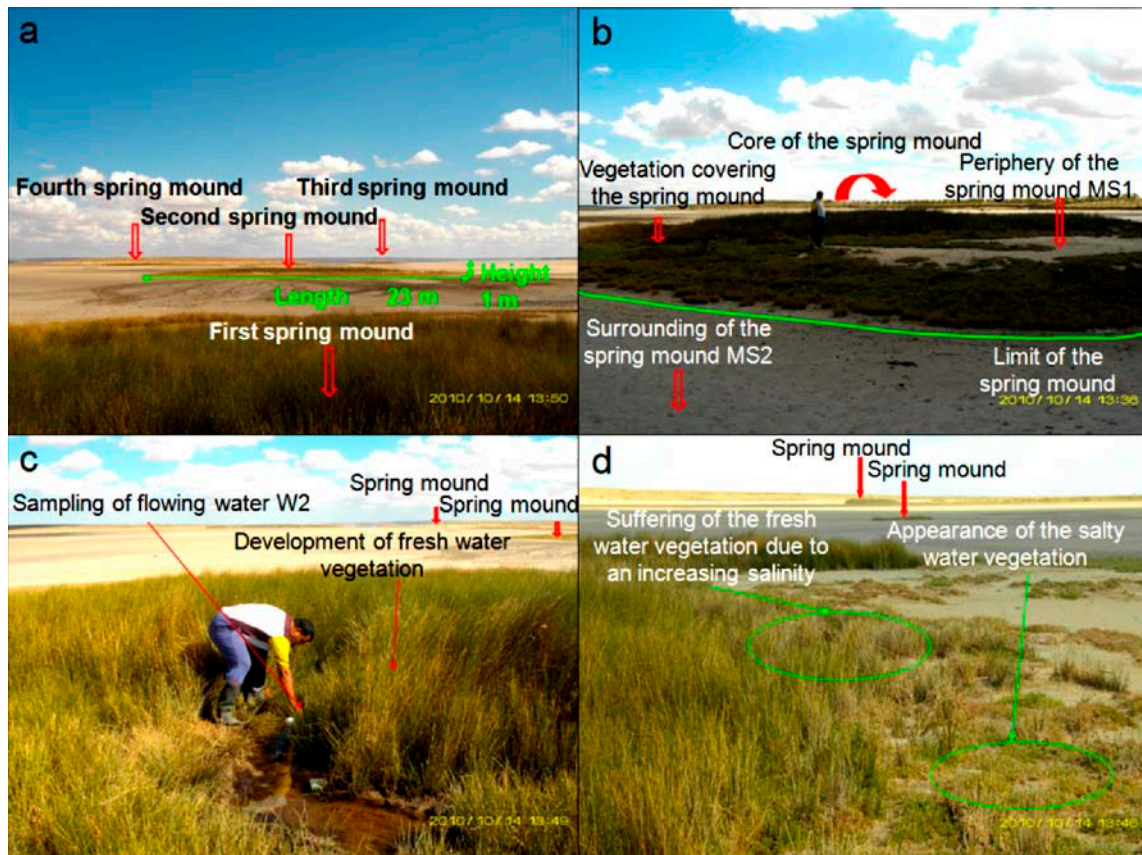 a
Fourth spring mound
Third spring mound
Second spring mound
Height
1 m
Length 23 m
First spring mound
2010/10/14 13:50
b
Core of the spring mound
Vegetation covering
the spring mound
Periphery of the
spring mound MS1
Surrounding of the
spring mound MS2
Limit of the
spring mound
2010/10/14 13:38
c
Spring mound
Sampling of flowing water W2
Spring mound
Development of fresh water
vegetation
2010/10/14 13:49
d
Spring mound
Spring mound
Suffering of the fresh
water vegetation due to
an increasing salinity
Appearance of the salty
water vegetation
2010/10/14 13:46